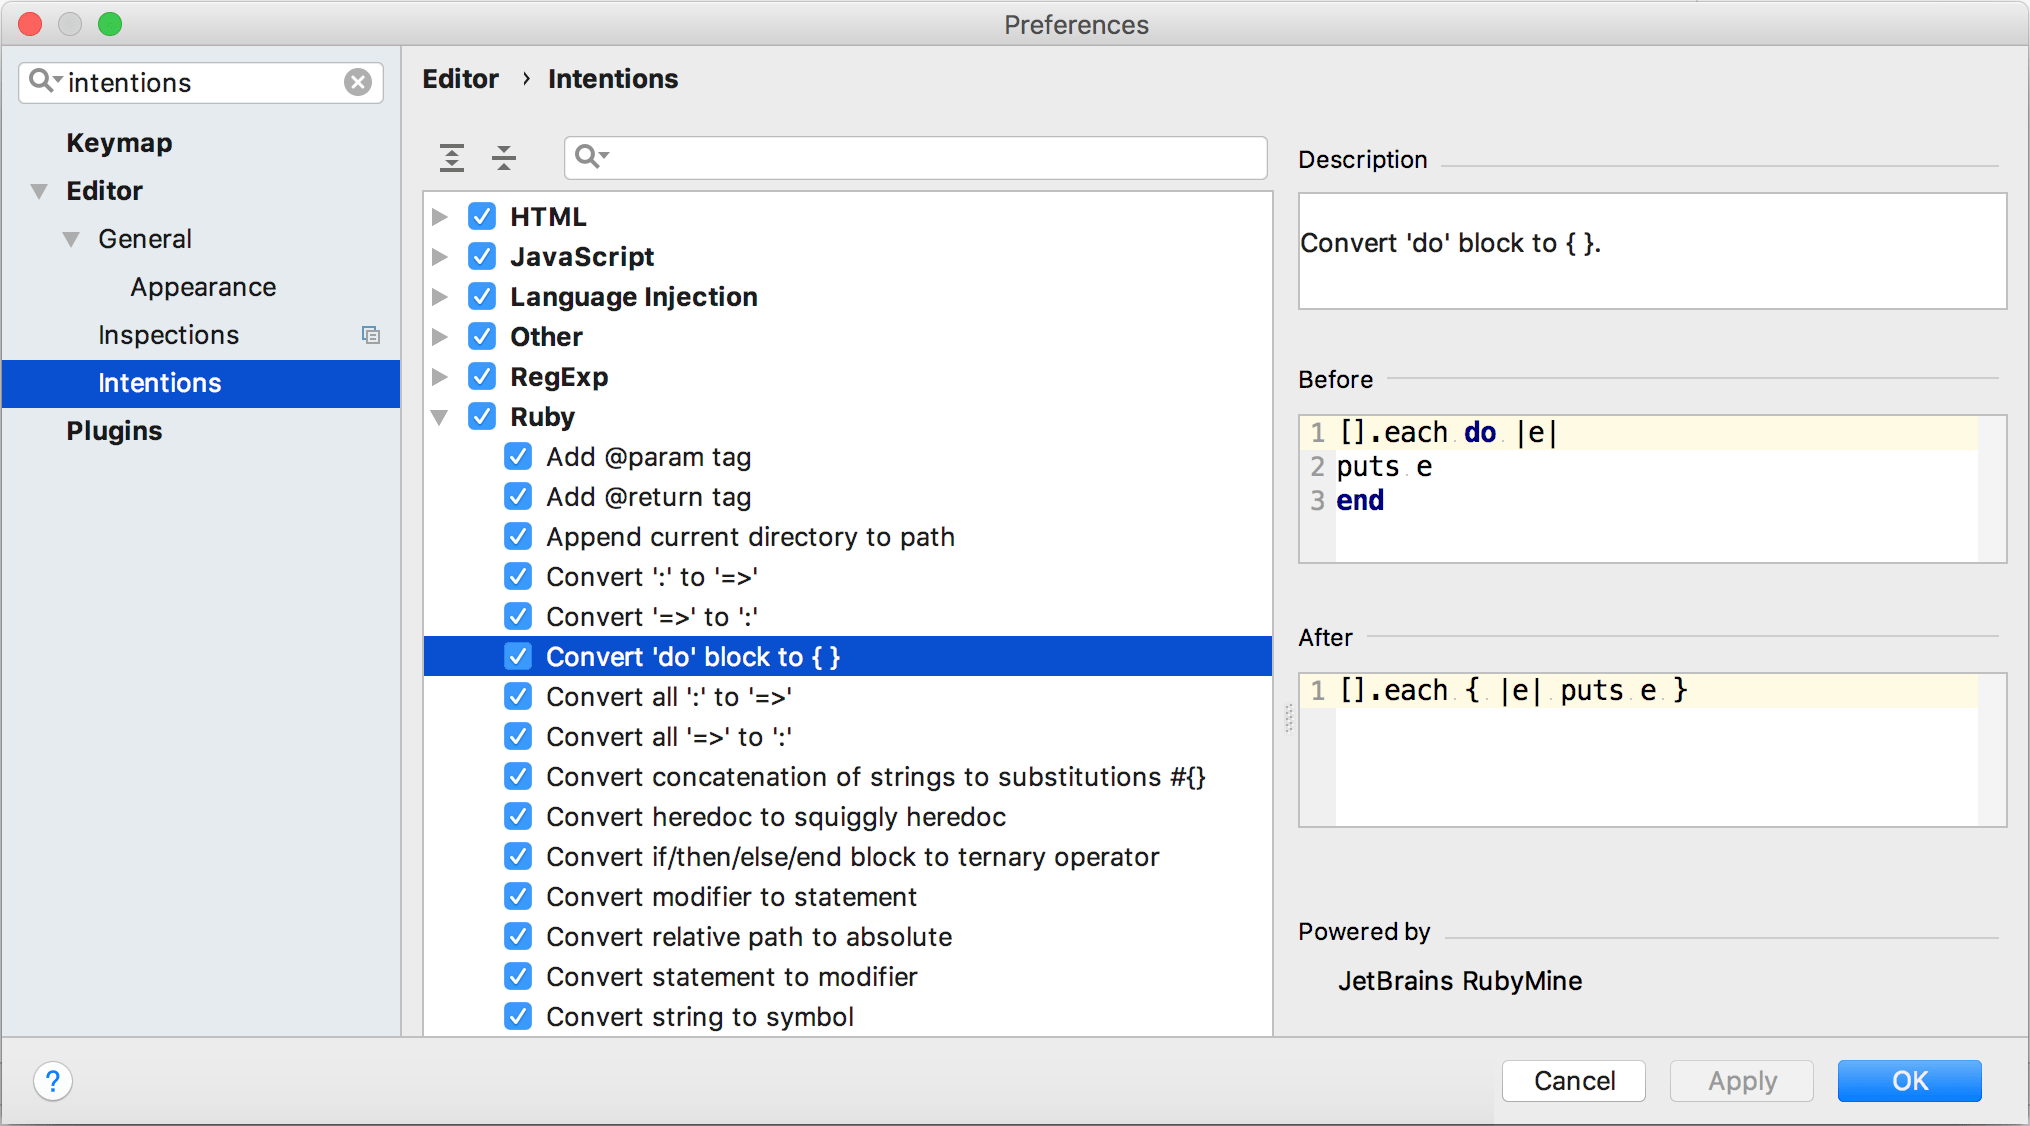 Preferences
intentions
Keymap
Editor
General
Appearance
Inspections
Intentions
Plugins
Editor › Intentions
HTML
JavaScript
Language Injection
Other
RegExp
Ruby
Add @param tag
Add @return tag
Append current directory to path
Convert ':' to '=>'
Convert '=>' to ':'
Convert 'do' block to { }
Convert all ':' to '=>'
Convert all '=>' to ':'
Convert concatenation of strings to substitutions #{}
Convert heredoc to squiggly heredoc
Convert if/then/else/end block to ternary operator
Convert modifier to statement
Convert relative path to absolute
Convert statement to modifier
Convert string to symbol
Description
Convert 'do' block to { }.
Before
1 [].each do |e|
2 puts e
3 end
After
1 [].each { |e| puts e }
Powered by
JetBrains RubyMine
?
Cancel
Apply
OK